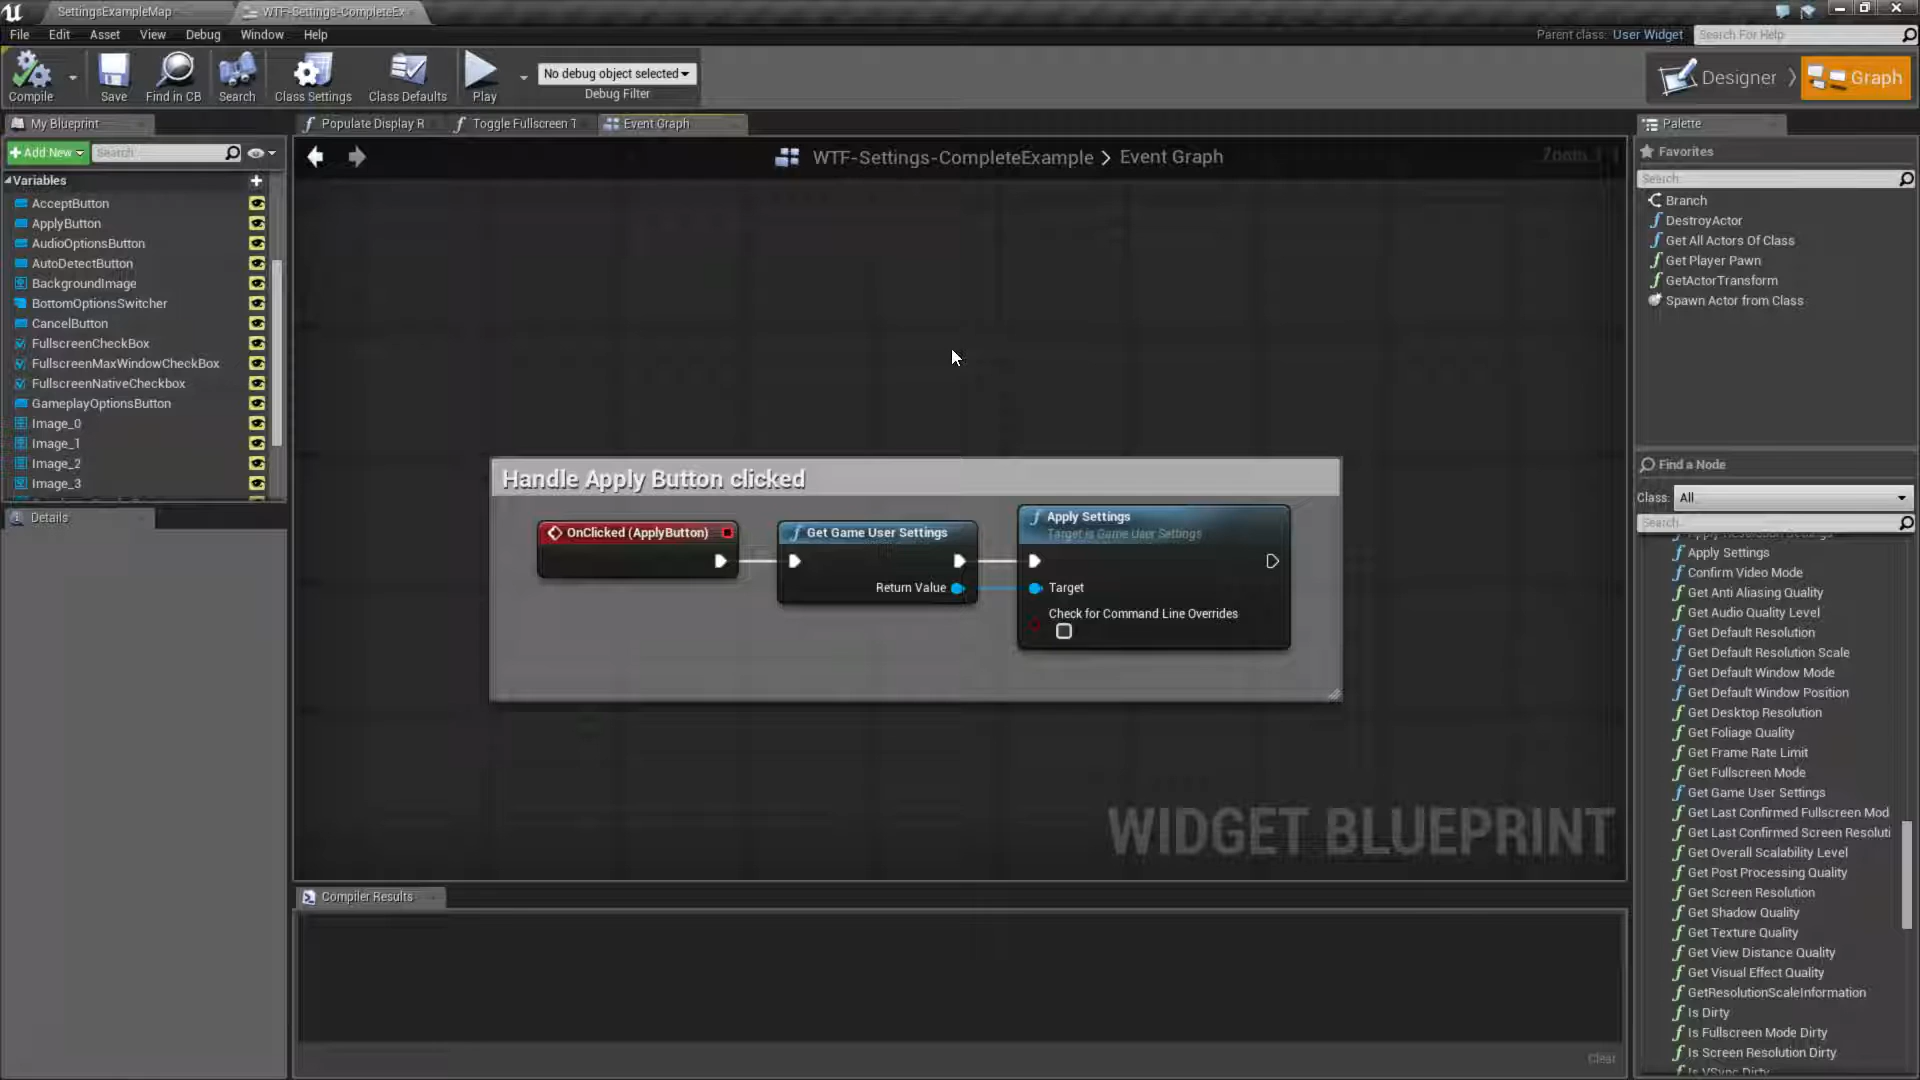 SettingsExampleMap
WTF-Settings-CompleteEx
File Edit Asset View Debug Window Help
Parent class: User Widget
Search For Help
Compile
Save
Find in CB
Search
Class Settings
Class Defaults
Play
No debug object selected
Debug Filter
Designer
Graph
My Blueprint
Populate Display R
Toggle Fullscreen T
Event Graph
Palette
Add New
Search
WTF-Settings-CompleteExample > Event Graph
Zoom 1:1
Favorites
Search
Variables
AcceptButton
ApplyButton
AudioOptionsButton
AutoDetectButton
BackgroundImage
BottomOptionsSwitcher
CancelButton
FullscreenCheckBox
FullscreenMaxWindowCheckBox
FullscreenNativeCheckbox
GameplayOptionsButton
Image_0
Image_1
Image_2
Image_3
Details
Branch
DestroyActor
Get All Actors Of Class
Get Player Pawn
GetActorTransform
Spawn Actor from Class
Handle Apply Button clicked
OnClicked (ApplyButton)
Get Game User Settings
Return Value
Apply Settings
Target is Game User Settings
Target
Check for Command Line Overrides
WIDGET BLUEPRINT
Compiler Results
Clear
Find a Node
Class: All
Search
Apply Settings
Confirm Video Mode
Get Anti Aliasing Quality
Get Audio Quality Level
Get Default Resolution
Get Default Resolution Scale
Get Default Window Mode
Get Default Window Position
Get Desktop Resolution
Get Foliage Quality
Get Frame Rate Limit
Get Fullscreen Mode
Get Game User Settings
Get Last Confirmed Fullscreen Mod
Get Last Confirmed Screen Resoluti
Get Overall Scalability Level
Get Post Processing Quality
Get Screen Resolution
Get Shadow Quality
Get Texture Quality
Get View Distance Quality
Get Visual Effect Quality
GetResolutionScaleInformation
Is Dirty
Is Fullscreen Mode Dirty
Is Screen Resolution Dirty
Is VSync Dirty